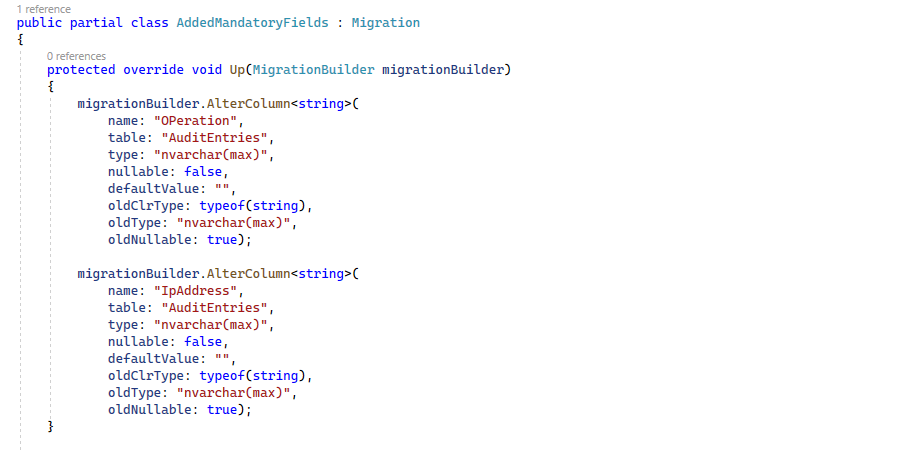 1 reference
public partial class AddedMandatoryFields : Migration
{
0 references
protected override void Up(MigrationBuilder migrationBuilder)
{
migrationBuilder.AlterColumn<string>(
name: "OPeration",
table: "AuditEntries",
type: "nvarchar(max)",
nullable: false,
defaultValue: "",
oldClrType: typeof(string),
oldType: "nvarchar(max)",
oldNullable: true);
migrationBuilder.AlterColumn<string>(
name: "IpAddress",
table: "AuditEntries",
type: "nvarchar(max)",
nullable: false,
defaultValue: "",
oldClrType: typeof(string),
oldType: "nvarchar(max)",
oldNullable: true);
}